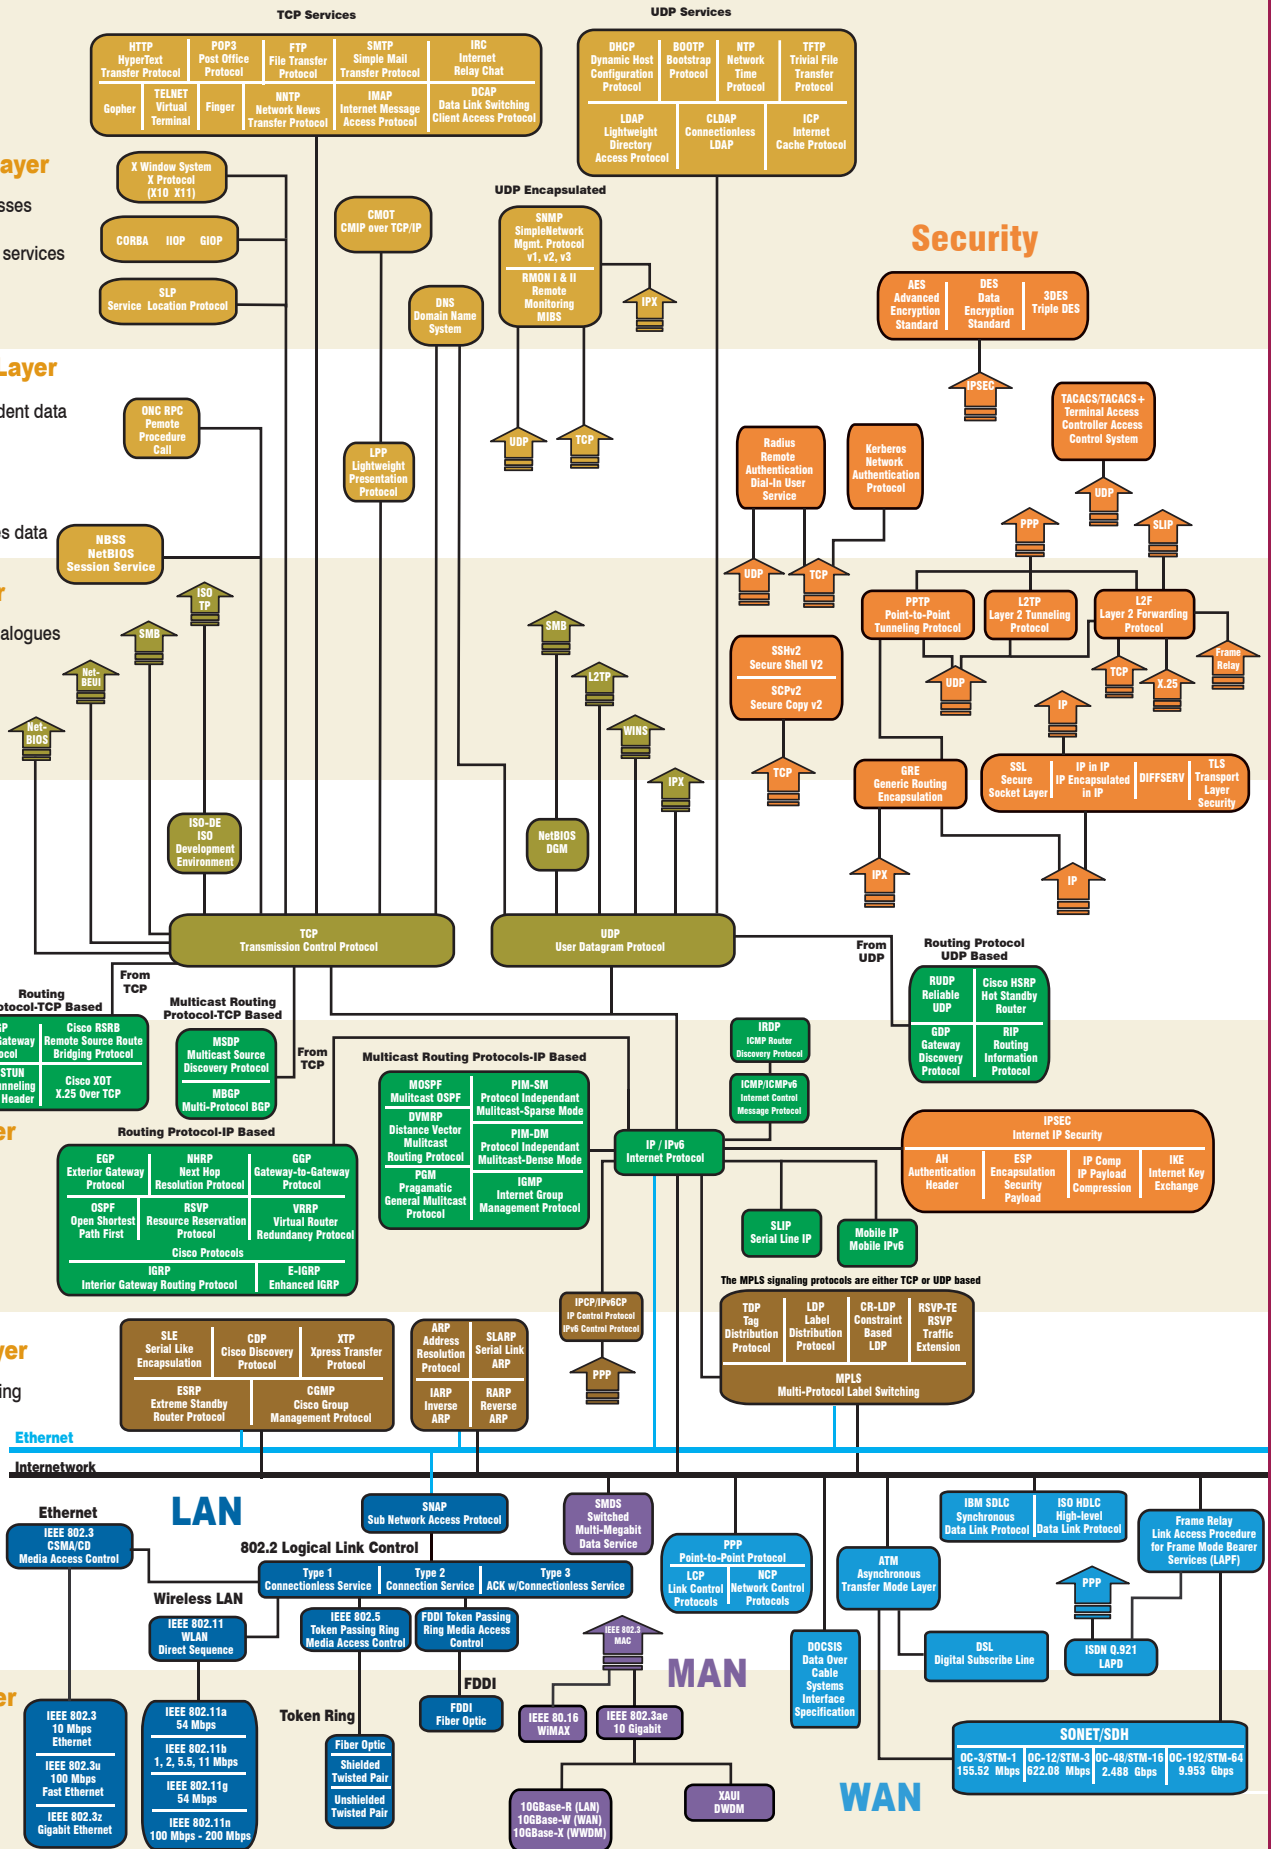 TCP Services
HTTP
HyperText
Transfer Protocol
POP3
Post Office
Protocol
FTP
File Transfer
Protocol
SMTP
Simple Mail
Transfer Protocol
IRC
Internet
Relay Chat
Gopher
TELNET
Virtual
Terminal
Finger
NNTP
Network News
Transfer Protocol
IMAP
Internet Message
Access Protocol
DCAP
Data Link Switching
Client Access Protocol
UDP Services
DHCP
Dynamic Host
Configuration
Protocol
BOOTP
Bootstrap
Protocol
NTP
Network
Time
Protocol
TFTP
Trivial File
Transfer
Protocol
LDAP
Lightweight
Directory
Access Protocol
CLDAP
Connectionless
LDAP
ICP
Internet
Cache Protocol
ayer
sses
services
X Window System
X Protocol
(X10 X11)
CORBA IIOP GIOP
SLP
Service Location Protocol
CMOT
CMIP over TCP/IP
DNS
Domain Name
System
UDP Encapsulated
SNMP
SimpleNetwork
Mgmt. Protocol
v1, v2, v3
RMON I & II
Remote
Monitoring
MIBS
IPX
UDP
TCP
Security
AES
Advanced
Encryption
Standard
DES
Data
Encryption
Standard
3DES
Triple DES
IPSEC
TACACS/TACACS+
Terminal Access
Controller Access
Control System
UDP
Layer
dent data
ONC RPC
Pemote
Procedure
Call
LPP
Lightweight
Presentation
Protocol
Radius
Remote
Authentication
Dial-In User
Service
Kerberos
Network
Authentication
Protocol
UDP
TCP
PPP
SLIP
es data
NBSS
NetBIOS
Session Service
r
alogues
ISO
TP
SMB
Net-
BEUI
Net-
BIOS
SMB
L2TP
WINS
IPX
PPTP
Point-to-Point
Tunneling Protocol
L2TP
Layer 2 Tunneling
Protocol
L2F
Layer 2 Forwarding
Protocol
UDP
TCP
X.25
Frame
Relay
SSHv2
Secure Shell V2
SCPv2
Secure Copy v2
TCP
IP
GRE
Generic Routing
Encapsulation
SSL
Secure
Socket Layer
IP in IP
IP Encapsulated
in IP
DIFFSERV
TLS
Transport
Layer
Security
IPX
IP
ISO-DE
ISO
Development
Environment
NetBIOS
DGM
TCP
Transmission Control Protocol
UDP
User Datagram Protocol
From
TCP
From
UDP
Routing
otocol-TCP Based
GP
Gateway
ocol
Cisco RSRB
Remote Source Route
Bridging Protocol
STUN
unneling
Header
Cisco XOT
X.25 Over TCP
Multicast Routing
Protocol-TCP Based
MSDP
Multicast Source
Discovery Protocol
MBGP
Multi-Protocol BGP
From
TCP
Routing Protocol
UDP Based
RUDP
Reliable
UDP
Cisco HSRP
Hot Standby
Router
GDP
Gateway
Discovery
Protocol
RIP
Routing
Information
Protocol
Multicast Routing Protocols-IP Based
MOSPF
Mulitcast OSPF
DVMRP
Distance Vector
Mulitcast
Routing Protocol
PGM
Pragamatic
General Mulitcast
Protocol
PIM-SM
Protocol Independant
Mulitcast-Sparse Mode
PIM-DM
Protocol Independant
Mulitcast-Dense Mode
IGMP
Internet Group
Management Protocol
IRDP
ICMP Router
Discovery Protocol
ICMP/ICMPv6
Internet Control
Message Protocol
er
Routing Protocol-IP Based
EGP
Exterior Gateway
Protocol
NHRP
Next Hop
Resolution Protocol
GGP
Gateway-to-Gateway
Protocol
OSPF
Open Shortest
Path First
RSVP
Resource Reservation
Protocol
VRRP
Virtual Router
Redundancy Protocol
Cisco Protocols
IGRP
Interior Gateway Routing Protocol
E-IGRP
Enhanced IGRP
IP / IPv6
Internet Protocol
IPSEC
Internet IP Security
AH
Authentication
Header
ESP
Encapsulation
Security
Payload
IP Comp
IP Payload
Compression
IKE
Internet Key
Exchange
SLIP
Serial Line IP
Mobile IP
Mobile IPv6
The MPLS signaling protocols are either TCP or UDP based
TDP
Tag
Distribution
Protocol
LDP
Label
Distribution
Protocol
CR-LDP
Constraint
Based
LDP
RSVP-TE
RSVP
Traffic
Extension
MPLS
Multi-Protocol Label Switching
IPCP/IPv6CP
IP Control Protocol
IPv6 Control Protocol
PPP
yer
ing
SLE
Serial Like
Encapsulation
CDP
Cisco Discovery
Protocol
XTP
Xpress Transfer
Protocol
ESRP
Extreme Standby
Router Protocol
CGMP
Cisco Group
Management Protocol
ARP
Address
Resolution
Protocol
SLARP
Serial Link
ARP
IARP
Inverse
ARP
RARP
Reverse
ARP
Ethernet
Internetwork
LAN
Ethernet
IEEE 802.3
CSMA/CD
Media Access Control
SNAP
Sub Network Access Protocol
802.2 Logical Link Control
Type 1
Connectionless Service
Type 2
Connection Service
Type 3
ACK w/Connectionless Service
Wireless LAN
IEEE 802.11
WLAN
Direct Sequence
IEEE 802.5
Token Passing Ring
Media Access Control
FDDI Token Passing
Ring Media Access
Control
SMDS
Switched
Multi-Megabit
Data Service
PPP
Point-to-Point Protocol
LCP
Link Control
Protocols
NCP
Network Control
Protocols
ATM
Asynchronous
Transfer Mode Layer
IBM SDLC
Synchronous
Data Link Protocol
ISO HDLC
High-level
Data Link Protocol
Frame Relay
Link Access Procedure
for Frame Mode Bearer
Services (LAPF)
PPP
ISDN Q.921
LAPD
DSL
Digital Subscribe Line
DOCSIS
Data Over
Cable
Systems
Interface
Specification
IEEE 802.3
MAC
MAN
er
IEEE 802.3
10 Mbps
Ethernet
IEEE 802.3u
100 Mbps
Fast Ethernet
IEEE 802.3z
Gigabit Ethernet
IEEE 802.11a
54 Mbps
IEEE 802.11b
1, 2, 5.5, 11 Mbps
IEEE 802.11g
54 Mbps
IEEE 802.11n
100 Mbps - 200 Mbps
Token Ring
Fiber Optic
Shielded
Twisted Pair
Unshielded
Twisted Pair
FDDI
FDDI
Fiber Optic
IEEE 80.16
WiMAX
IEEE 802.3ae
10 Gigabit
10GBase-R (LAN)
10GBase-W (WAN)
10GBase-X (WWDM)
XAUI
DWDM
WAN
SONET/SDH
OC-3/STM-1
155.52 Mbps
OC-12/STM-3
622.08 Mbps
OC-48/STM-16
2.488 Gbps
OC-192/STM-64
9.953 Gbps